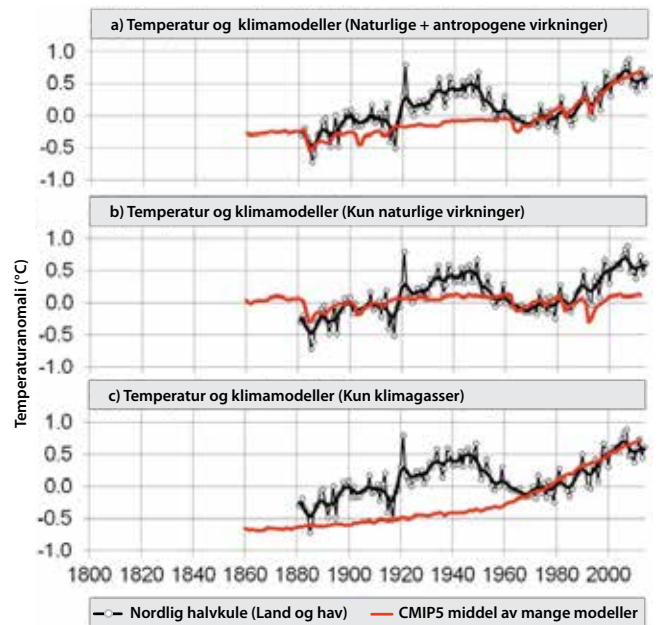 a) Temperatur og klimamodeller (Naturlige + antropogene virkninger)
1.0
0.5
0.0
-0.5
-1.0
b) Temperatur og klimamodeller (Kun naturlige virkninger)
1.0
0.5
0.0
-0.5
-1.0
Temperaturanomali (°C)
c) Temperatur og klimamodeller (Kun klimagasser)
1.0
0.5
0.0
-0.5
-1.0
1800 1820 1840 1860 1880 1900 1920 1940 1960 1980 2000
Nordlig halvkule (Land og hav) CMIP5 middel av mange modeller